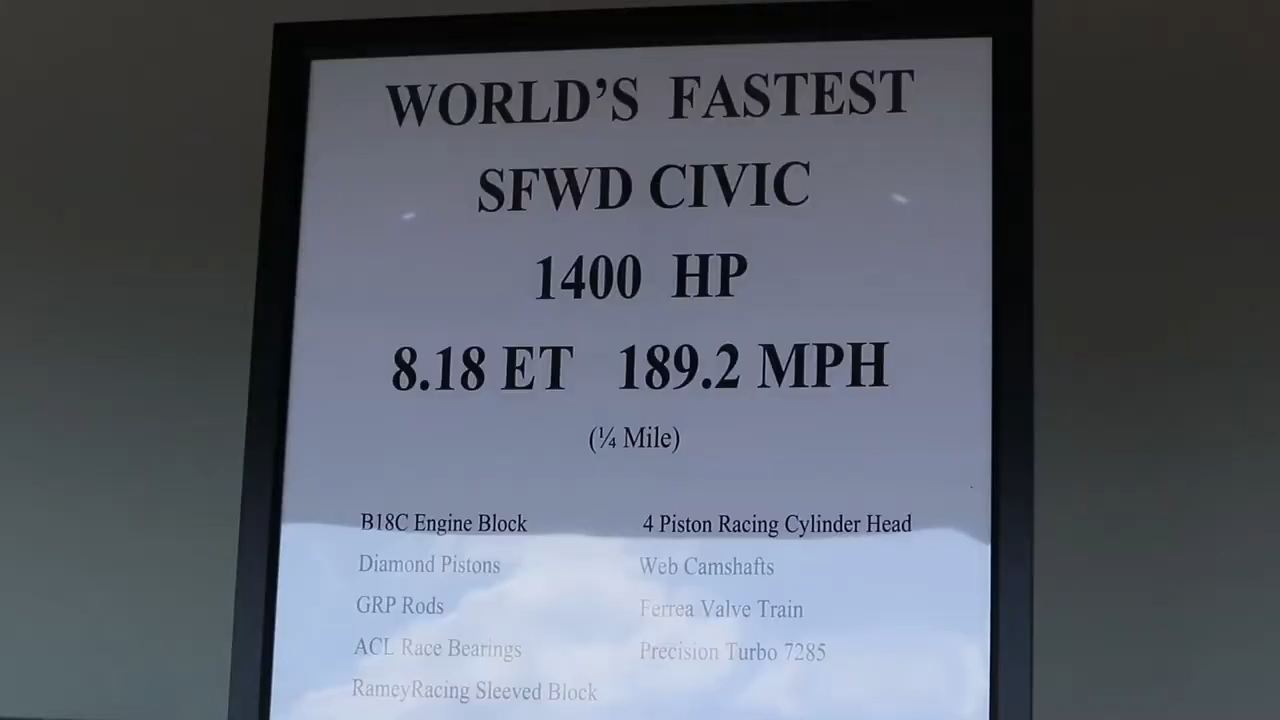 WORLD'S FASTEST
SFWD CIVIC
1400 HP
8.18 ET 189.2 MPH
(¼ Mile)
B18C Engine Block 4 Piston Racing Cylinder Head
Diamond Pistons Web Camshafts
GRP Rods Ferrea Valve Train
ACL Race Bearings Precision Turbo 7285
RameyRacing Sleeved Block